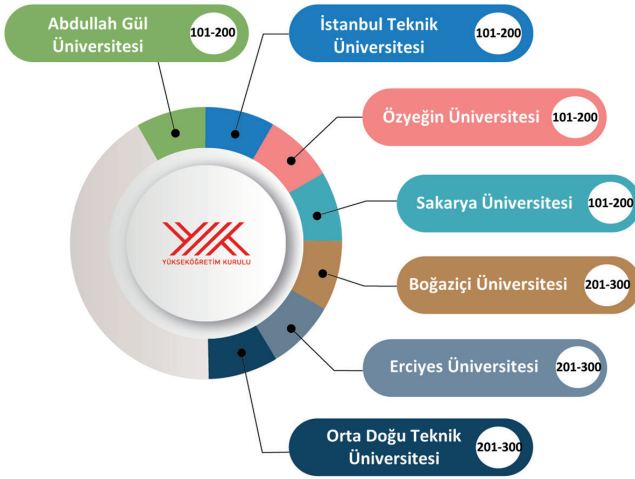 Abdullah Gül
Üniversitesi
101-200
İstanbul Teknik
Üniversitesi
101-200
Özyeğin Üniversitesi
101-200
Sakarya Üniversitesi
101-200
Boğaziçi Üniversitesi
201-300
Erciyes Üniversitesi
201-300
Orta Doğu Teknik
Üniversitesi
201-300
YÜKSEKÖĞRETİM KURULU